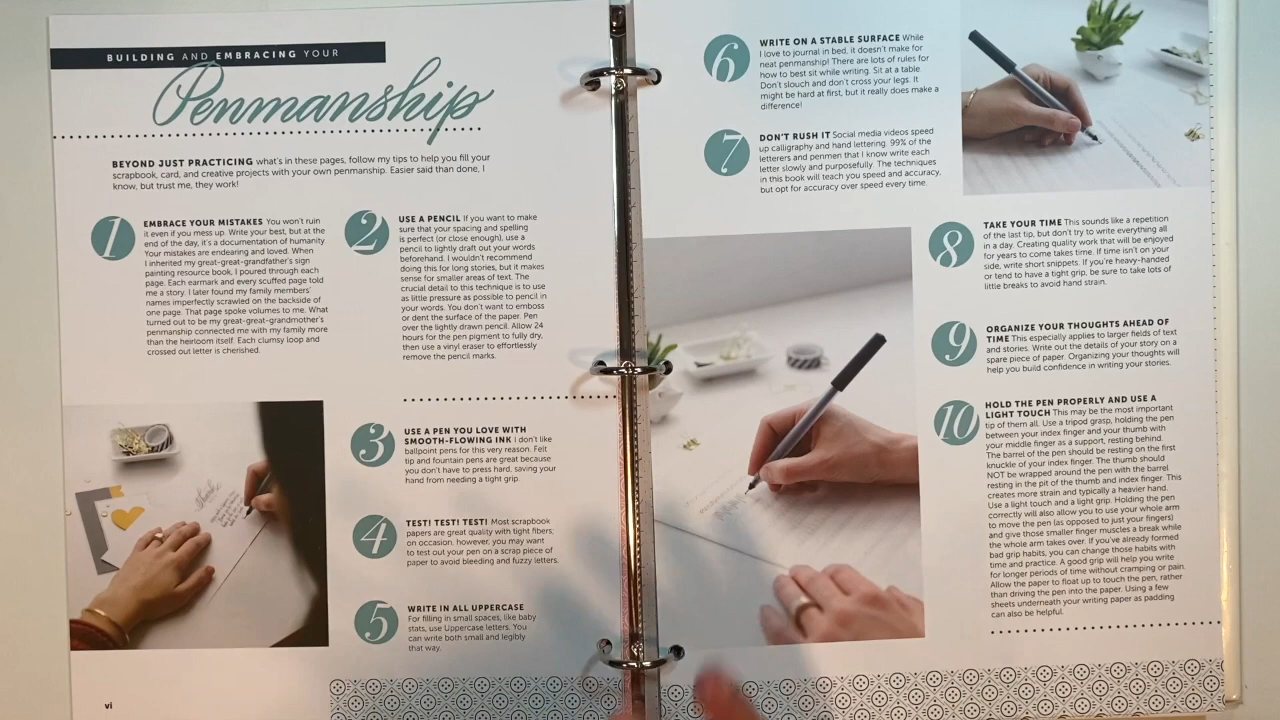 BUILDING AND EMBRACING YOUR
Penmanship
BEYOND JUST PRACTICING what's in these pages, follow my tips to help you fill your
scrapbook, card, and creative projects with your own penmanship. Easier said than done, I
know, but trust me, they work!
1
EMBRACE YOUR MISTAKES You won't ruin
it even if you mess up. Write your best, but at the
end of the day, it's a documentation of humanity
Your mistakes are endearing and loved. When
I inherited my great-great-grandfather's sign
painting resource book, I poured through each
page. Each earmark and every scuffed page told
me a story. I later found my family members'
names imperfectly scrawled on the backside of
one page. That page spoke volumes to me. What
turned out to be my great-great-grandmother's
penmanship connected me with my family more
than the heirloom itself. Each clumsy loop and
crossed out letter is cherished.
2
USE A PENCIL If you want to make
sure that your spacing and spelling
is perfect (or close enough), use a
pencil to lightly draft out your words
beforehand. I wouldn't recommend
doing this for long stories, but it makes
sense for smaller areas of text. The
crucial detail to this technique is to use
as little pressure as possible to pencil in
your words. You don't want to emboss
or dent the surface of the paper. Pen
over the lightly drawn pencil. Allow 24
hours for the pen pigment to fully dry,
then use a vinyl eraser to effortlessly
remove the pencil marks.
3
USE A PEN YOU LOVE WITH
SMOOTH-FLOWING INK I don't like
ballpoint pens for this very reason. Felt
tip and fountain pens are great because
you don't have to press hard, saving your
hand from needing a tight grip.
4
TEST! TEST! TEST! Most scrapbook
papers are great quality with tight fibers;
on occasion, however, you may want
to test out your pen on a scrap piece of
paper to avoid bleeding and fuzzy letters.
5
WRITE IN ALL UPPERCASE
For filling in small spaces, like baby
stats, use Uppercase letters. You
can write both small and legibly
that way.
vi
6
WRITE ON A STABLE SURFACE While
I love to journal in bed, it doesn't make for
neat penmanship! There are lots of rules for
how to best sit while writing. Sit at a table.
Don't slouch and don't cross your legs. It
might be hard at first, but it really does make a
difference!
7
DON'T RUSH IT Social media videos speed
up calligraphy and hand lettering. 99% of the
letterers and penmen that I know write each
letter slowly and purposefully. The techniques
in this book will teach you speed and accuracy,
but opt for accuracy over speed every time.
8
TAKE YOUR TIME This sounds like a repetition
of the last tip, but don't try to write everything all
in a day. Creating quality work that will be enjoyed
for years to come takes time. If time isn't on your
side, write short snippets. If you're heavy-handed
or tend to have a tight grip, be sure to take lots of
little breaks to avoid hand strain.
9
ORGANIZE YOUR THOUGHTS AHEAD OF
TIME This especially applies to larger fields of text
and stories. Write out the details of your story on a
spare piece of paper. Organizing your thoughts will
help you build confidence in writing your stories.
10
HOLD THE PEN PROPERLY AND USE A
LIGHT TOUCH This may be the most important
tip of them all. Use a tripod grasp, holding the pen
between your index finger and your thumb with
your middle finger as a support, resting behind.
The barrel of the pen should be resting on the first
knuckle of your index finger. The thumb should
NOT be wrapped around the pen with the barrel
resting in the pit of the thumb and index finger. This
creates more strain and typically a heavier hand.
Use a light touch and a light grip. Holding the pen
correctly will also allow you to use your whole arm
to move the pen (as opposed to just your fingers)
and give those smaller finger muscles a break while
the whole arm takes over. If you've already formed
bad grip habits, you can change those habits with
time and practice. A good grip will help you write
for longer periods of time without cramping or pain.
Allow the paper to float up to touch the pen, rather
than driving the pen into the paper. Using a few
sheets underneath your writing paper as padding
can also be helpful.